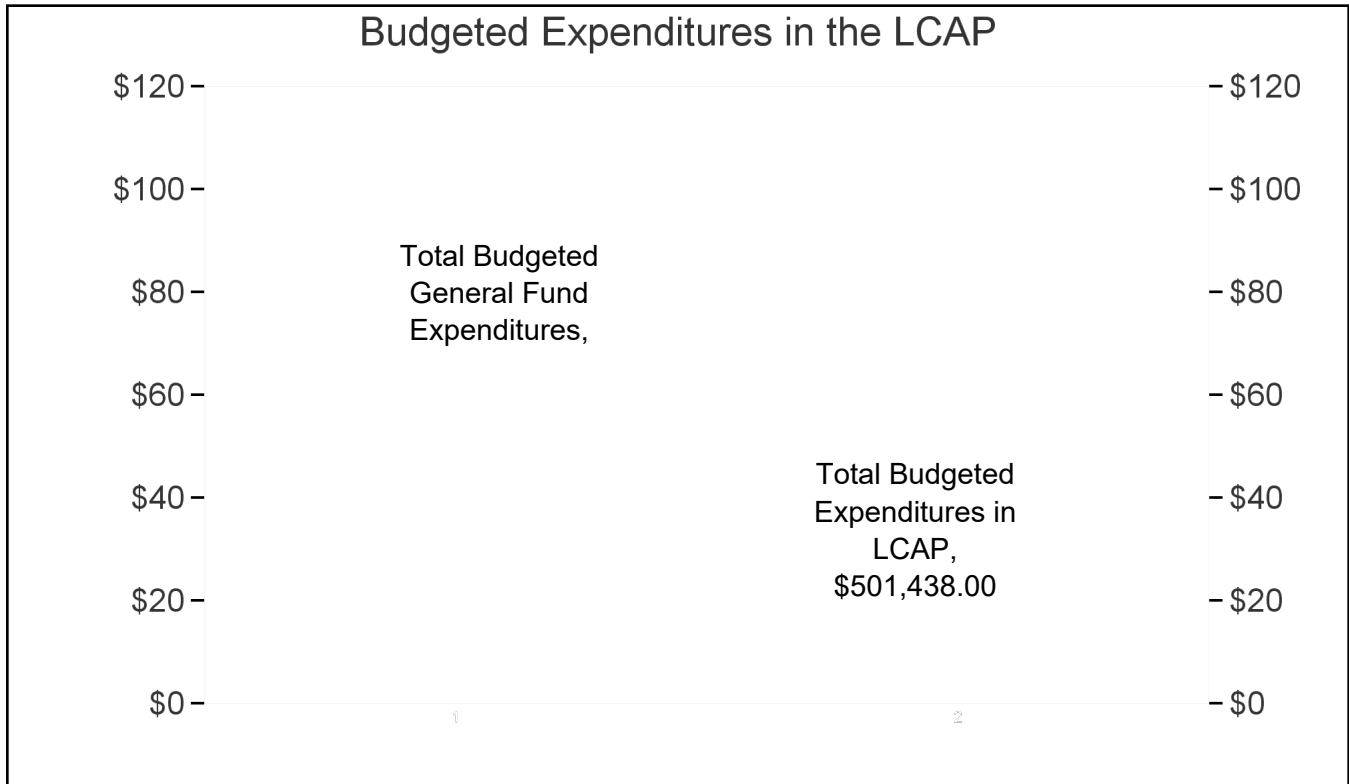 Budgeted Expenditures in the LCAP
$120
$120
$100
$100
Total Budgeted
General Fund
Expenditures,
$80
$80
$60
$60
Total Budgeted
Expenditures in
LCAP,
$501,438.00
$40
$40
$20
$20
$0
$0
1
2